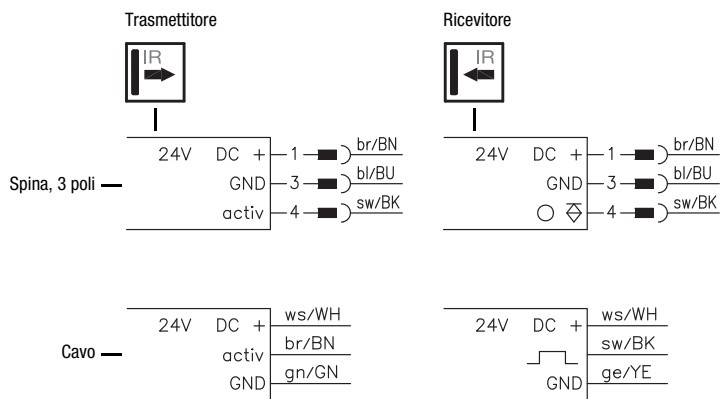 Trasmettitore
Ricevitore
IR
IR
24V DC + 1 br/BN
GND 3 bl/BU
activ 4 sw/BK
Spina, 3 poli
24V DC + 1 br/BN
GND 3 bl/BU
4 sw/BK
24V DC + ws/WH
activ br/BN
GND gn/GN
Cavo
24V DC + ws/WH
sw/BK
GND ge/YE